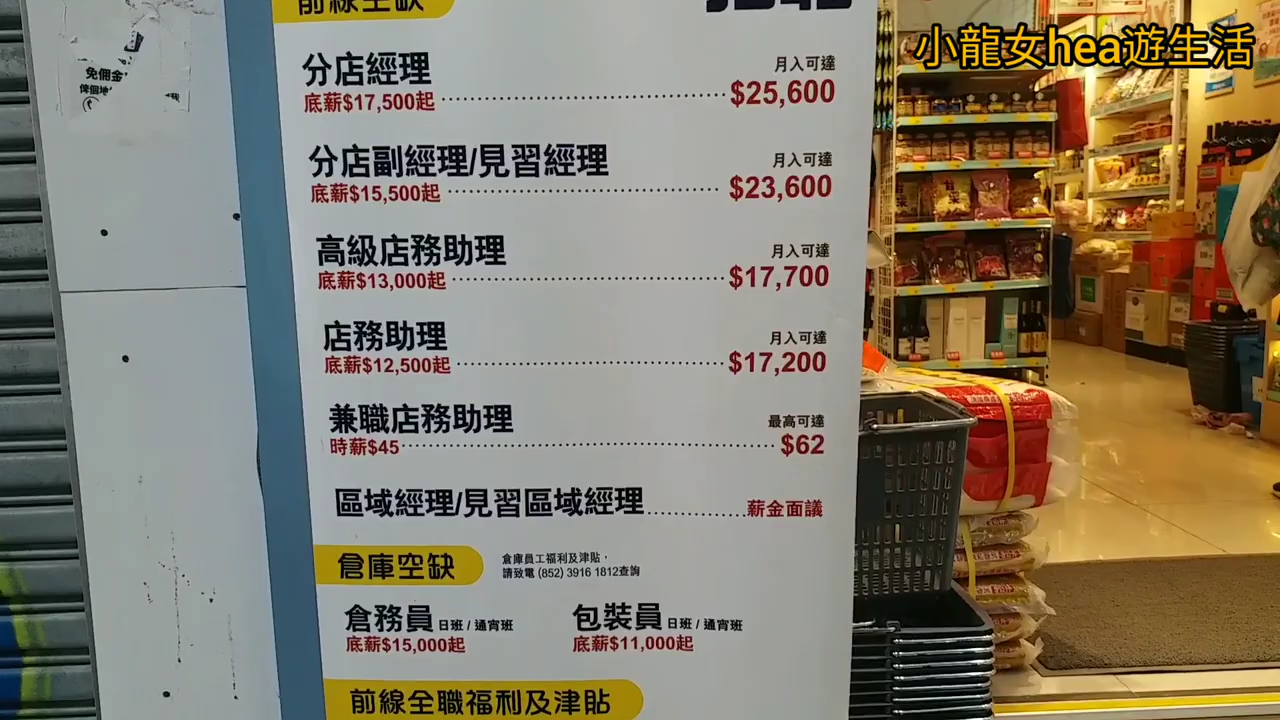 前線空缺
小龍女hea遊生活
免佣金
分店經理
月入可達
底薪$17,500起
$25,600
分店副經理/見習經理
月入可達
底薪$15,500起
$23,600
高級店務助理
月入可達
底薪$13,000起
$17,700
店務助理
月入可達
底薪$12,500起
$17,200
兼職店務助理
最高可達
時薪$45
$62
區域經理/見習區域經理
薪金面議
倉庫空缺
倉庫員工福利及津貼，
請致電 (852) 3916 1812查詢
倉務員 日班 / 通宵班
底薪$15,000起
包裝員 日班 / 通宵班
底薪$11,000起
前線全職福利及津貼